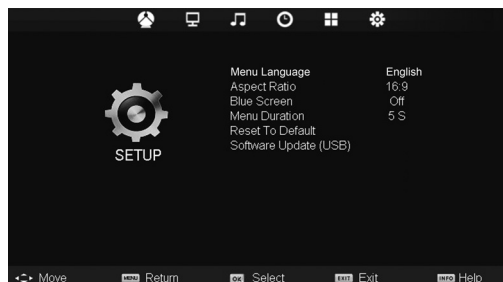 Menu Language English
Aspect Ratio 16:9
Blue Screen Off
Menu Duration 5 S
Reset To Default
Software Update (USB)
SETUP
Move MENU Return OK Select EXIT Exit INFO Help